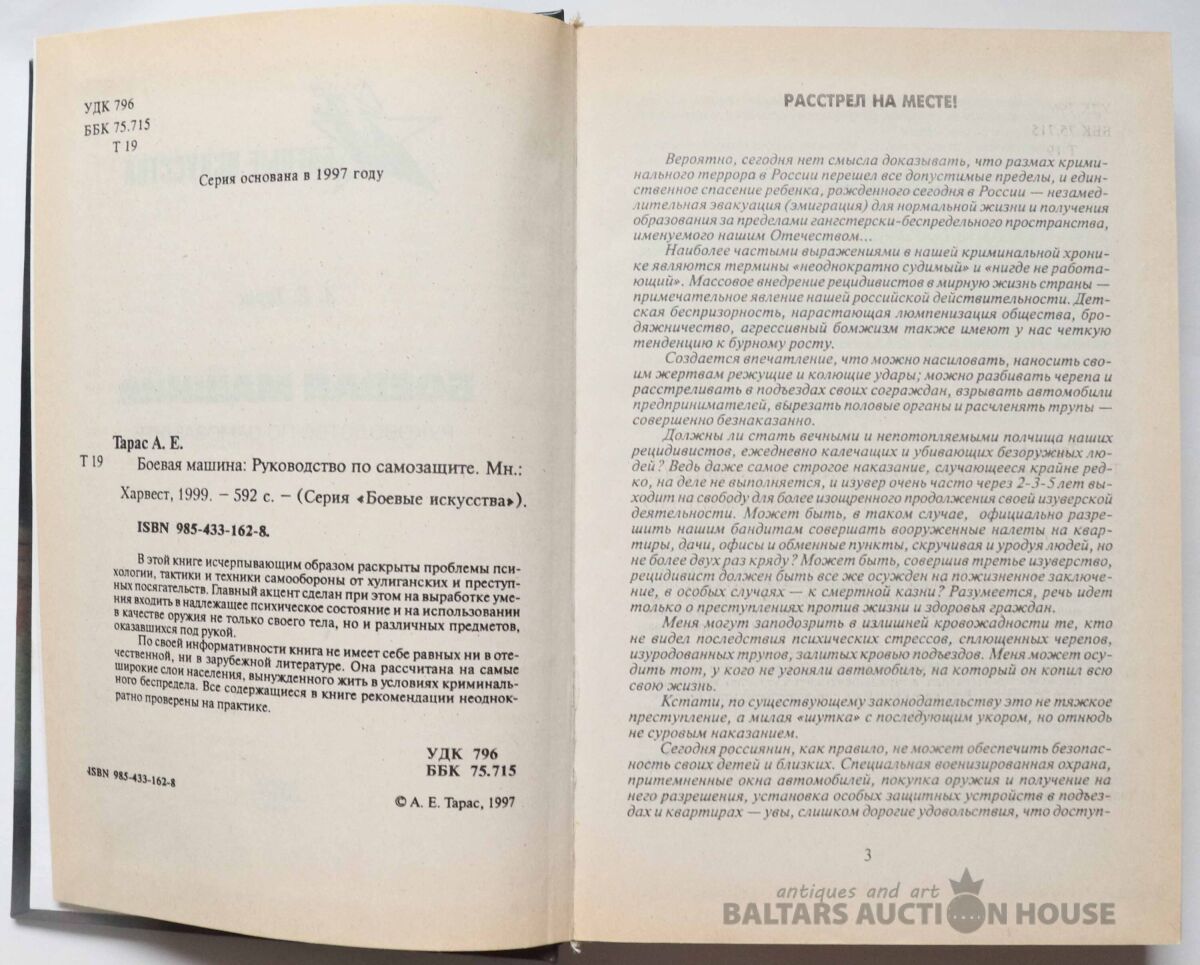 УДК 796
ББК 75.715
Т 19
Серия основана в 1997 году
Тарас А. Е.
Т 19
Боевая машина: Руководство по самозащите. Мн.:
Харвест, 1999. – 592 с. – (Серия «Боевые искусства»).
ISBN 985-433-162-8.
В этой книге исчерпывающим образом раскрыты проблемы пси-
хологии, тактики и техники самообороны от хулиганских и преступ-
ных посягательств. Главный акцент сделан при этом на выработке уме-
ния входить в надлежащее психическое состояние и на использовании
в качестве оружия не только своего тела, но и различных предметов,
оказавшихся под рукой.
По своей информативности книга не имеет себе равных ни в оте-
чественной, ни в зарубежной литературе. Она рассчитана на самые
широкие слои населения, вынужденного жить в условиях криминаль-
ного беспредела. Все содержащиеся в книге рекомендации неоднок-
ратно проверены на практике.
УДК 796
ББК 75.715
ISBN 985-433-162-8
© А. Е. Тарас, 1997
РАССТРЕЛ НА МЕСТЕ!
Вероятно, сегодня нет смысла доказывать, что размах крими-
нального террора в России перешел все допустимые пределы, и един-
ственное спасение ребенка, рожденного сегодня в России — незамед-
лительная эвакуация (эмиграция) для нормальной жизни и получения
образования за пределами гангстерски-беспредельного пространства,
именуемого нашим Отечеством...
Наиболее частыми выражениями в нашей криминальной хрони-
ке являются термины «неоднократно судимый» и «нигде не работа-
ющий». Массовое внедрение рецидивистов в мирную жизнь страны —
примечательное явление нашей российской действительности. Дет-
ская беспризорность, нарастающая люмпенизация общества, бро-
дяжничество, агрессивный бомжизм также имеют у нас четкую
тенденцию к бурному росту.
Создается впечатление, что можно насиловать, наносить сво-
им жертвам режущие и колющие удары; можно разбивать черепа и
расстреливать в подъездах своих сограждан, взрывать автомобили
предпринимателей, вырезать половые органы и расчленять трупы —
совершенно безнаказанно.
Должны ли стать вечными и непотопляемыми полчища наших
рецидивистов, ежедневно калечащих и убивающих безоружных лю-
дей? Ведь даже самое строгое наказание, случающееся крайне ред-
ко, на деле не выполняется, и изувер очень часто через 2-3-5 лет вы-
ходит на свободу для более изощренного продолжения своей изуверской
деятельности. Может быть, в таком случае, официально разре-
шить нашим бандитам совершать вооруженные налеты на квар-
тиры, дачи, офисы и обменные пункты, скручивая и уродуя людей, но
не более двух раз кряду? Может быть, совершив третье изуверство,
рецидивист должен быть все же осужден на пожизненное заключе-
ние, в особых случаях — к смертной казни? Разумеется, речь идет
только о преступлениях против жизни и здоровья граждан.
Меня могут заподозрить в излишней кровожадности те, кто
не видел последствия психических стрессов, сплющенных черепов,
изуродованных трупов, залитых кровью подъездов. Меня может осу-
дить тот, у кого не угоняли автомобиль, на который он копил всю
свою жизнь.
Кстати, по существующему законодательству это не тяжкое
преступление, а милая «шутка» с последующим укором, но отнюдь
не суровым наказанием.
Сегодня россиянин, как правило, не может обеспечить безопас-
ность своих детей и близких. Специальная военизированная охрана,
притемненные окна автомобилей, покупка оружия и получение на
него разрешения, установка особых защитных устройств в подъез-
дах и квартирах — увы, слишком дорогие удовольствия, что доступ-
3
antiques and art
BALTARS AUCTION HOUSE